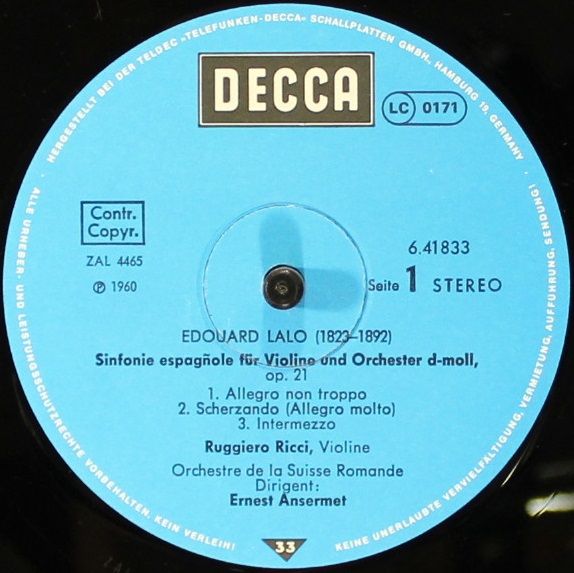 HERGESTELLT BEI DER TELDEC »TELEFUNKEN-DECCA« SCHALLPLATTEN GMBH, HAMBURG 19, GERMANY ·
DECCA
LC 0171
Contr.
Copyr.
ZAL 4465
℗ 1960
6.41833
Seite 1 STEREO
EDOUARD LALO (1823–1892)
Sinfonie espagñole für Violine und Orchester d-moll,
op. 21
1. Allegro non troppo
2. Scherzando (Allegro molto)
3. Intermezzo
Ruggiero Ricci, Violine
Orchestre de la Suisse Romande
Dirigent:
Ernest Ansermet
33
ALLE URHEBER- UND LEISTUNGSSCHUTZRECHTE VORBEHALTEN. KEIN VERLEIH!
KEINE UNERLAUBTE VERVIELFÄLTIGUNG, VERMIETUNG, AUFFÜHRUNG, SENDUNG!